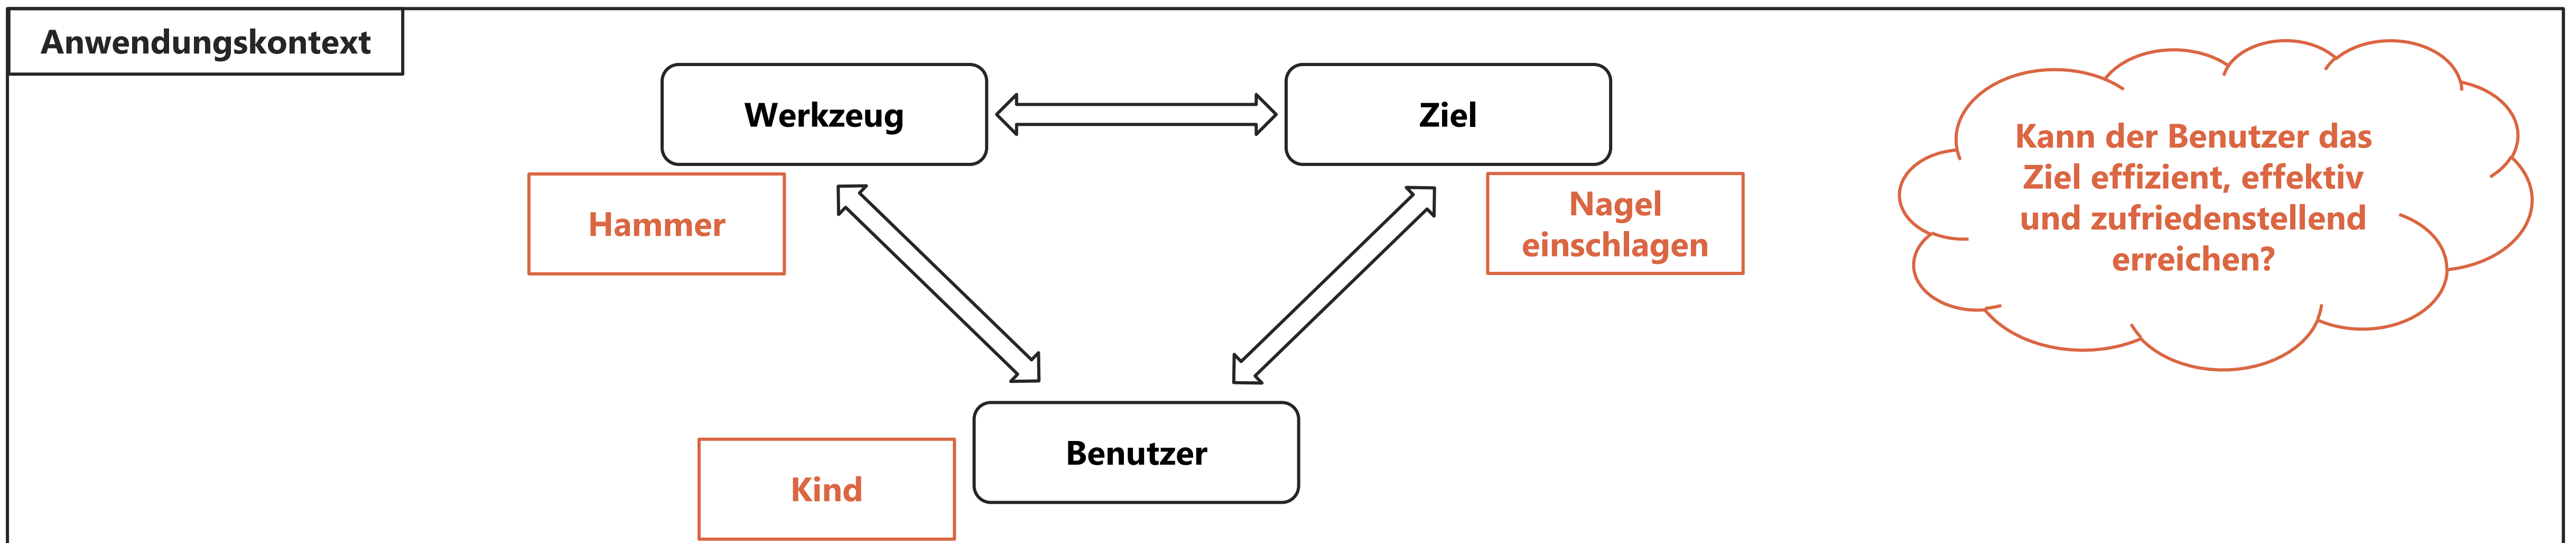 Anwendungskontext
Werkzeug
Ziel
Kann der Benutzer das
Ziel effizient, effektiv
und zufriedenstellend
erreichen?
Hammer
Nagel
einschlagen
Benutzer
Kind